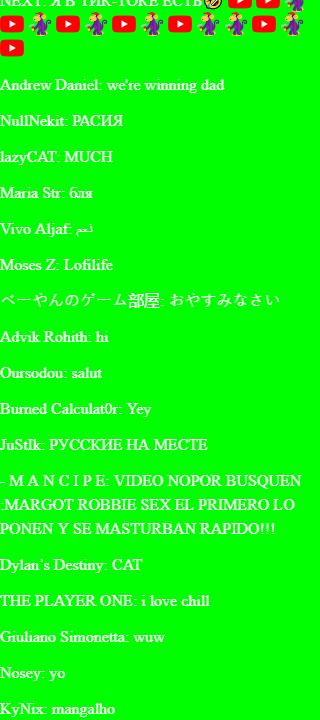 NEXT: Я В ТИК-ТОКЕ ЕСТЬ
Andrew Daniel: we're winning dad
NullNekit: РАСИЯ
lazyCAT: MUCH
Maria Str: бля
Vivo Aljaf: نعم
Moses Z: Lofilife
べーやんのゲーム部屋: おやすみなさい
Advik Rohith: hi
Oursodou: salut
Burned Calculat0r: Yey
JuStIk: РУССКИЕ НА МЕСТЕ
- M A N C I P E: VIDEO NOPOR BUSQUEN
:MARGOT ROBBIE SEX EL PRIMERO LO
PONEN Y SE MASTURBAN RAPIDO!!!
Dylan's Destiny: CAT
THE PLAYER ONE: i love chill
Giuliano Simonetta: wuw
Nosey: yo
KyNix: mangalho